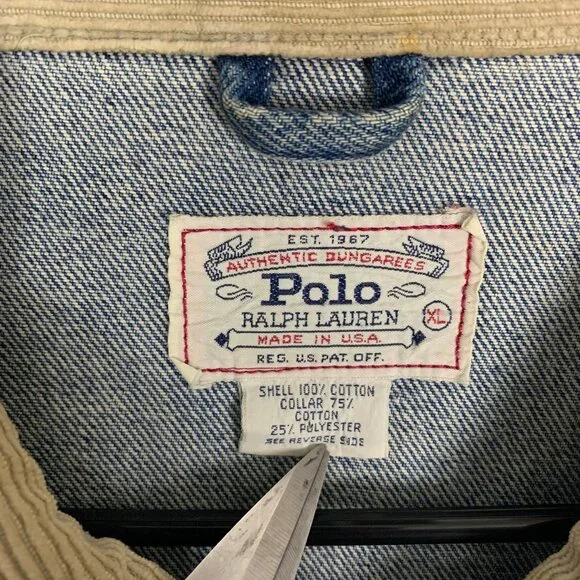 EST. 1967
AUTHENTIC DUNGAREES
Polo
RALPH LAUREN
XL
MADE IN U.S.A.
REG. U.S. PAT. OFF.
SHELL 100% COTTON
COLLAR 75%
COTTON
25% POLYESTER
SEE REVERSE SIDE